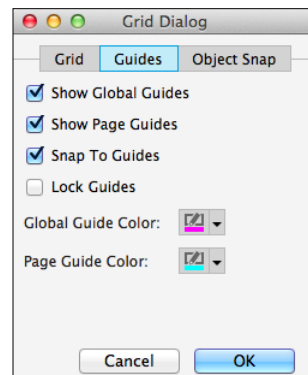 Grid Dialog
Grid Guides Object Snap
Show Global Guides
Show Page Guides
Snap To Guides
Lock Guides
Global Guide Color:
Page Guide Color:
Cancel OK